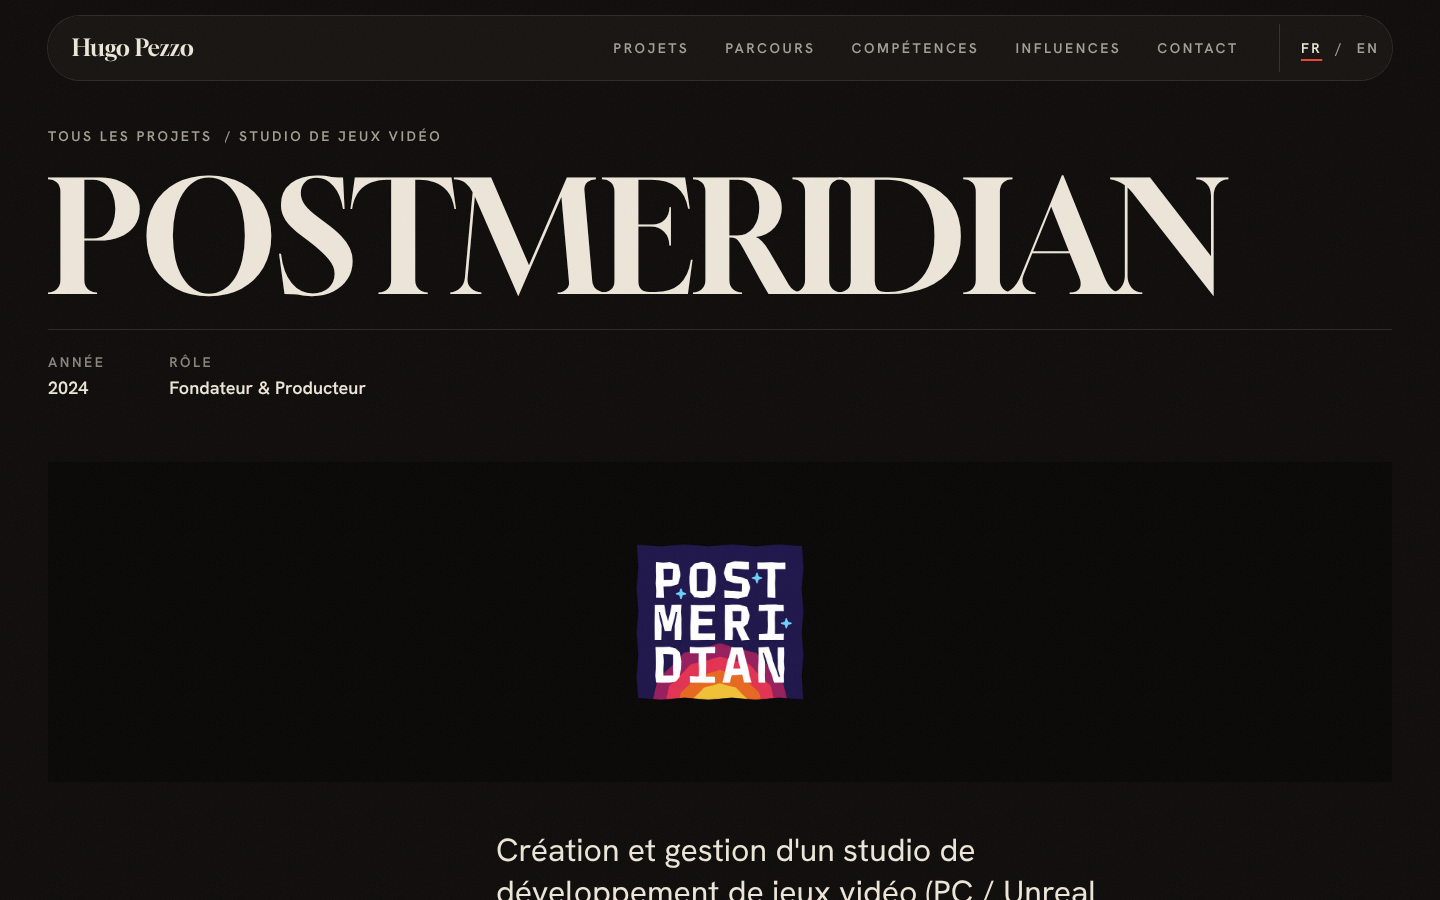 Hugo Pezzo
PROJETS PARCOURS COMPÉTENCES INFLUENCES CONTACT FR / EN
TOUS LES PROJETS / STUDIO DE JEUX VIDÉO
POSTMERIDIAN
ANNÉE RÔLE
2024 Fondateur & Producteur
POST
MERI
DIAN
Création et gestion d'un studio de
développement de jeux vidéo (PC / Unreal